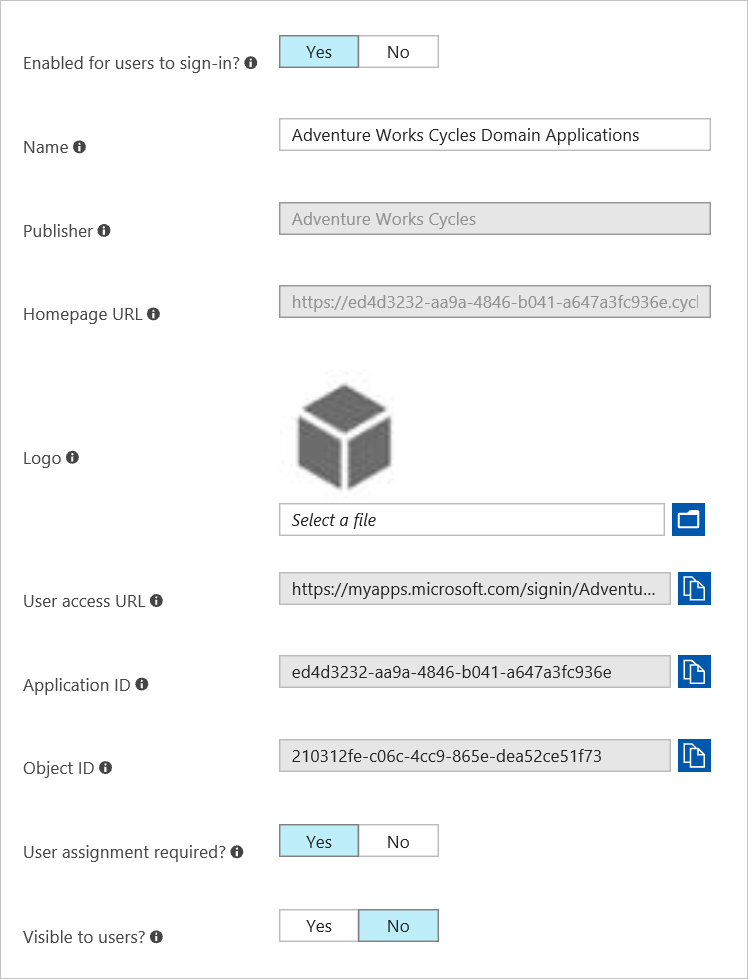 Enabled for users to sign-in?
Yes No
Name
Adventure Works Cycles Domain Applications
Publisher
Adventure Works Cycles
Homepage URL
https://ed4d3232-aa9a-4846-b041-a647a3fc936e.cycl
Logo
Select a file
User access URL
https://myapps.microsoft.com/signin/Adventu...
Application ID
ed4d3232-aa9a-4846-b041-a647a3fc936e
Object ID
210312fe-c06c-4cc9-865e-dea52ce51f73
User assignment required?
Yes No
Visible to users?
Yes No